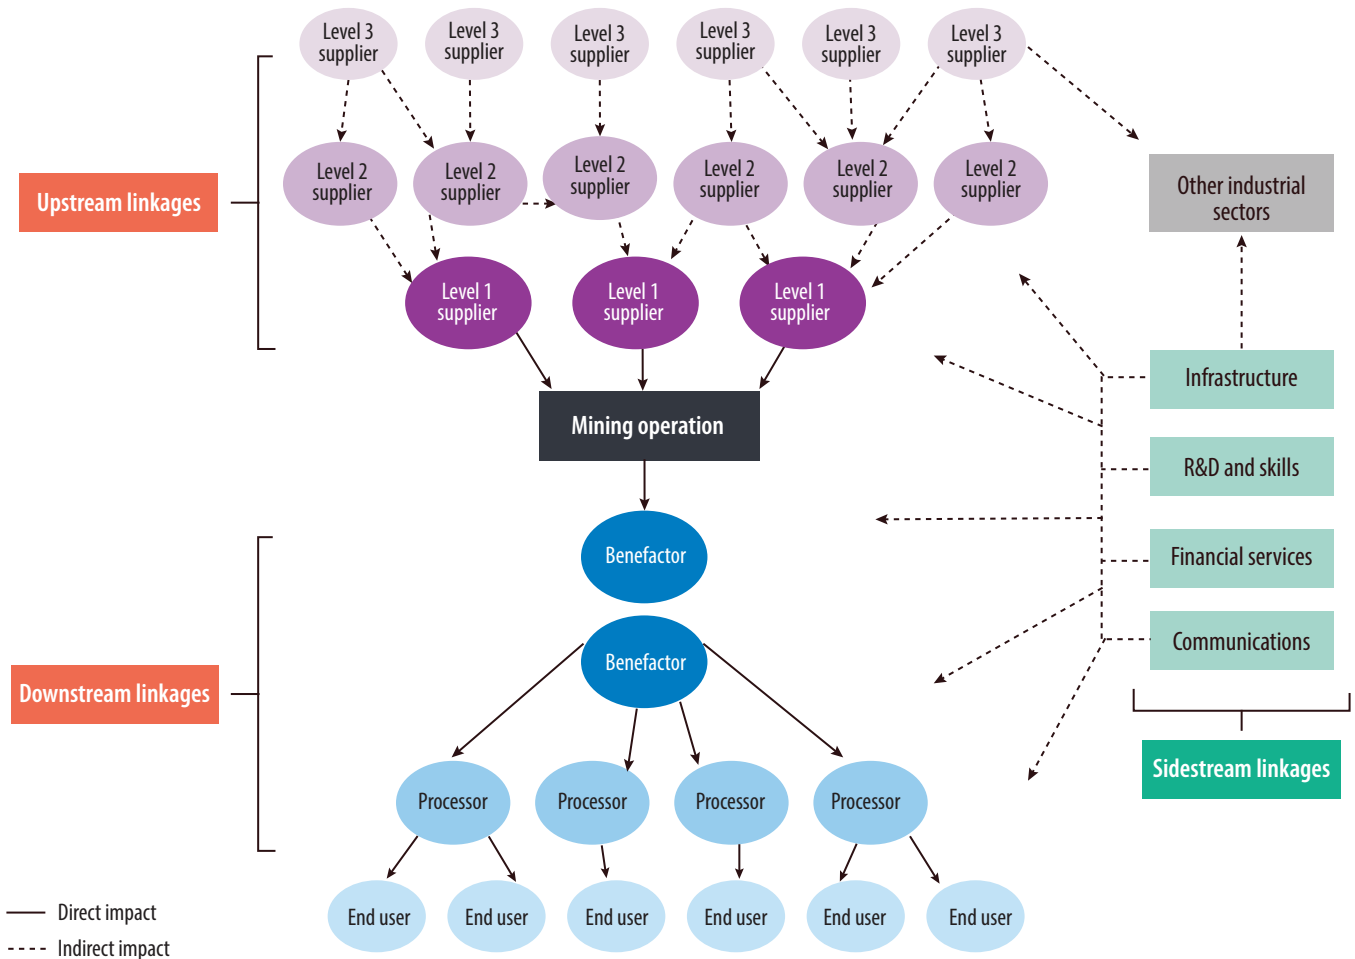 Level 3
supplier
Level 3
supplier
Level 3
supplier
Level 3
supplier
Level 3
supplier
Level 3
supplier
Level 2
supplier
Level 2
supplier
Level 2
supplier
Level 2
supplier
Level 2
supplier
Level 2
supplier
Upstream linkages
Other industrial
sectors
Level 1
supplier
Level 1
supplier
Level 1
supplier
Infrastructure
Mining operation
R&D and skills
Benefactor
Financial services
Benefactor
Communications
Downstream linkages
Sidestream linkages
Processor
Processor
Processor
Processor
End user
End user
End user
End user
End user
End user
Direct impact
Indirect impact